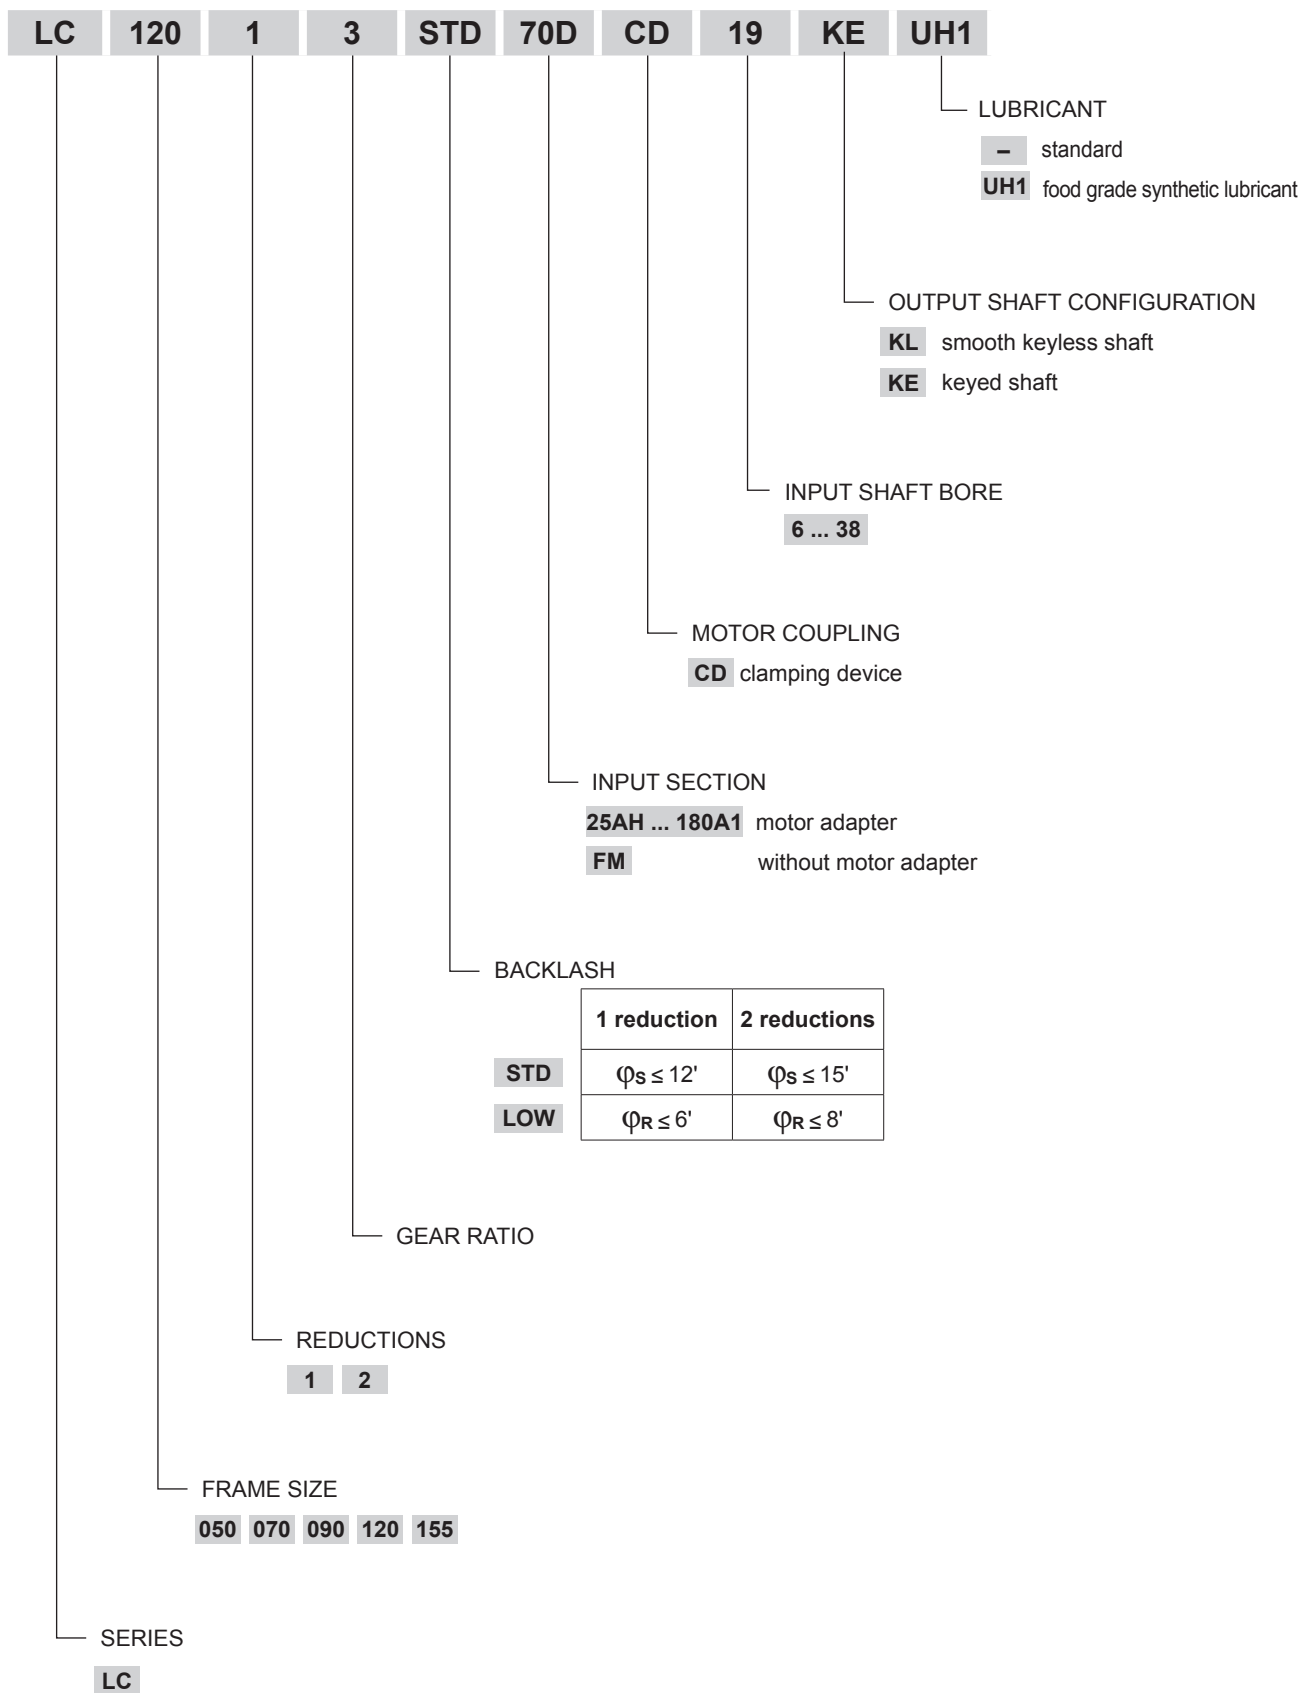 LC 120 1 3 STD 70D CD 19 KE UH1
LUBRICANT
– standard
UH1 food grade synthetic lubricant
OUTPUT SHAFT CONFIGURATION
KL smooth keyless shaft
KE keyed shaft
INPUT SHAFT BORE
6 ... 38
MOTOR COUPLING
CD clamping device
INPUT SECTION
25AH ... 180A1 motor adapter
FM without motor adapter
BACKLASH
1 reduction 2 reductions
STD φS ≤ 12' φS ≤ 15'
LOW φR ≤ 6' φR ≤ 8'
GEAR RATIO
REDUCTIONS
1 2
FRAME SIZE
050 070 090 120 155
SERIES
LC